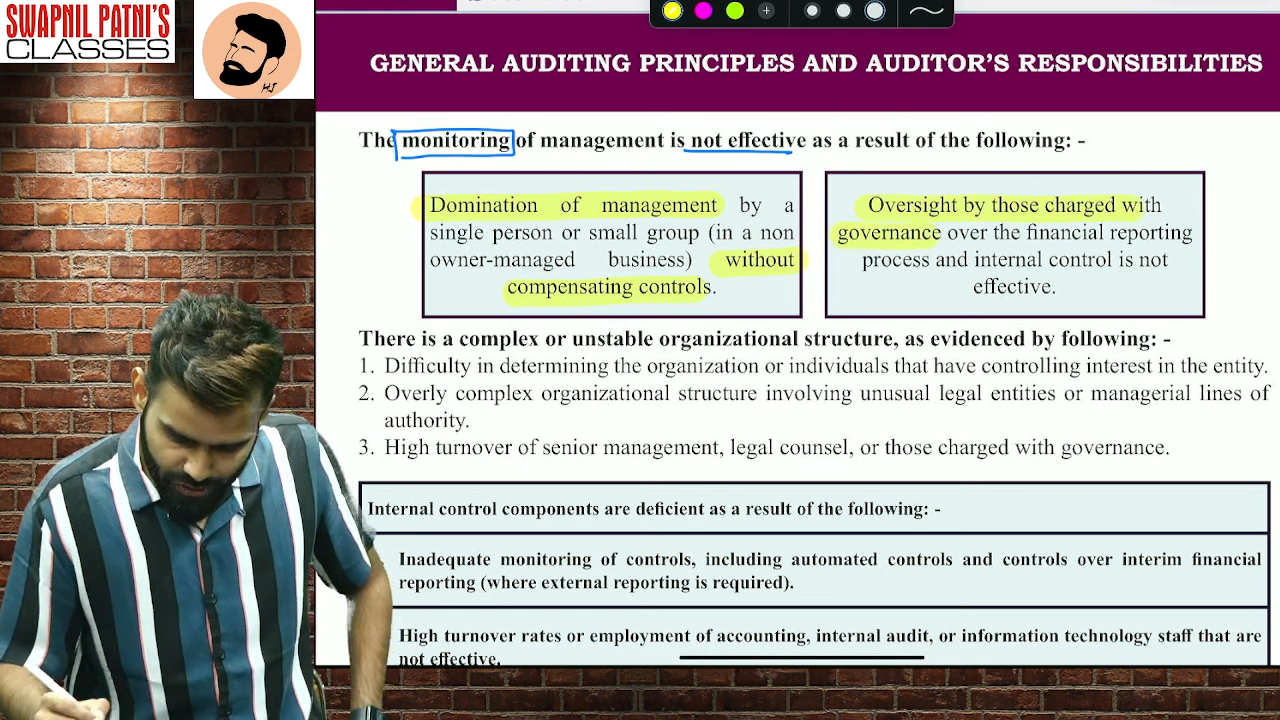 SWAPNIL PATNI'S
CLASSES
GENERAL AUDITING PRINCIPLES AND AUDITOR'S RESPONSIBILITIES
The monitoring of management is not effective as a result of the following: -
Domination of management by a
single person or small group (in a non
owner-managed business) without
compensating controls.
Oversight by those charged with
governance over the financial reporting
process and internal control is not
effective.
There is a complex or unstable organizational structure, as evidenced by following: -
1. Difficulty in determining the organization or individuals that have controlling interest in the entity.
2. Overly complex organizational structure involving unusual legal entities or managerial lines of
authority.
3. High turnover of senior management, legal counsel, or those charged with governance.
Internal control components are deficient as a result of the following: -
Inadequate monitoring of controls, including automated controls and controls over interim financial
reporting (where external reporting is required).
High turnover rates or employment of accounting, internal audit, or information technology staff that are
not effective.